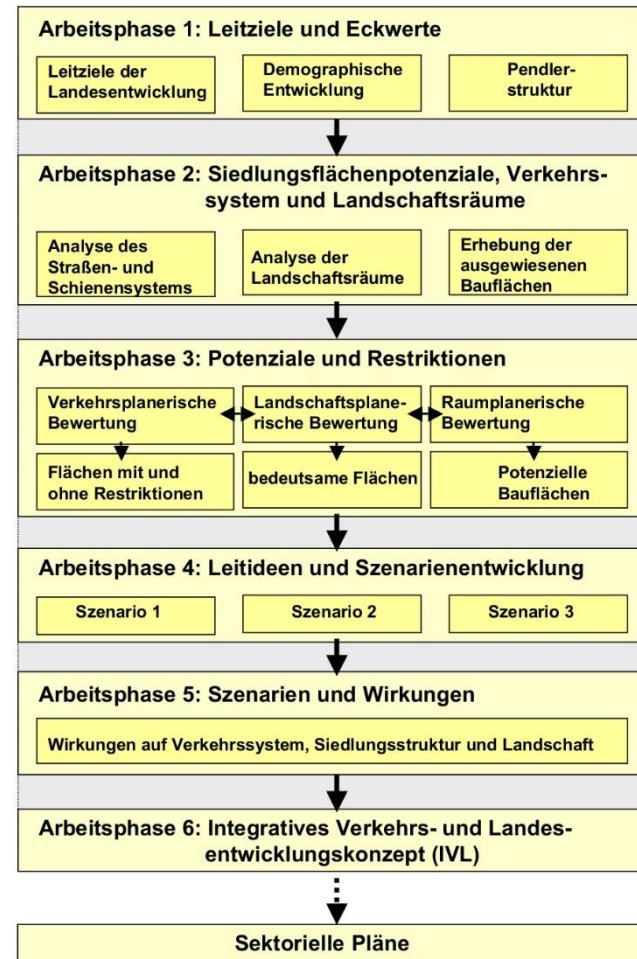 Arbeitsphase 1: Leitziele und Eckwerte
Leitziele der
Landesentwicklung
Demographische
Entwicklung
Pendler-
struktur
Arbeitsphase 2: Siedlungsflächenpotenziale, Verkehrs-
system und Landschaftsräume
Analyse des
Straßen- und
Schienensystems
Analyse der
Landschaftsräume
Erhebung der
ausgewiesenen
Bauflächen
Arbeitsphase 3: Potenziale und Restriktionen
Verkehrsplanerische
Bewertung
Landschaftsplane-
rische Bewertung
Raumplanerische
Bewertung
Flächen mit und
ohne Restriktionen
bedeutsame Flächen
Potenzielle
Bauflächen
Arbeitsphase 4: Leitideen und Szenarienentwicklung
Szenario 1
Szenario 2
Szenario 3
Arbeitsphase 5: Szenarien und Wirkungen
Wirkungen auf Verkehrssystem, Siedlungsstruktur und Landschaft
Arbeitsphase 6: Integratives Verkehrs- und Landes-
entwicklungskonzept (IVL)
Sektorielle Pläne